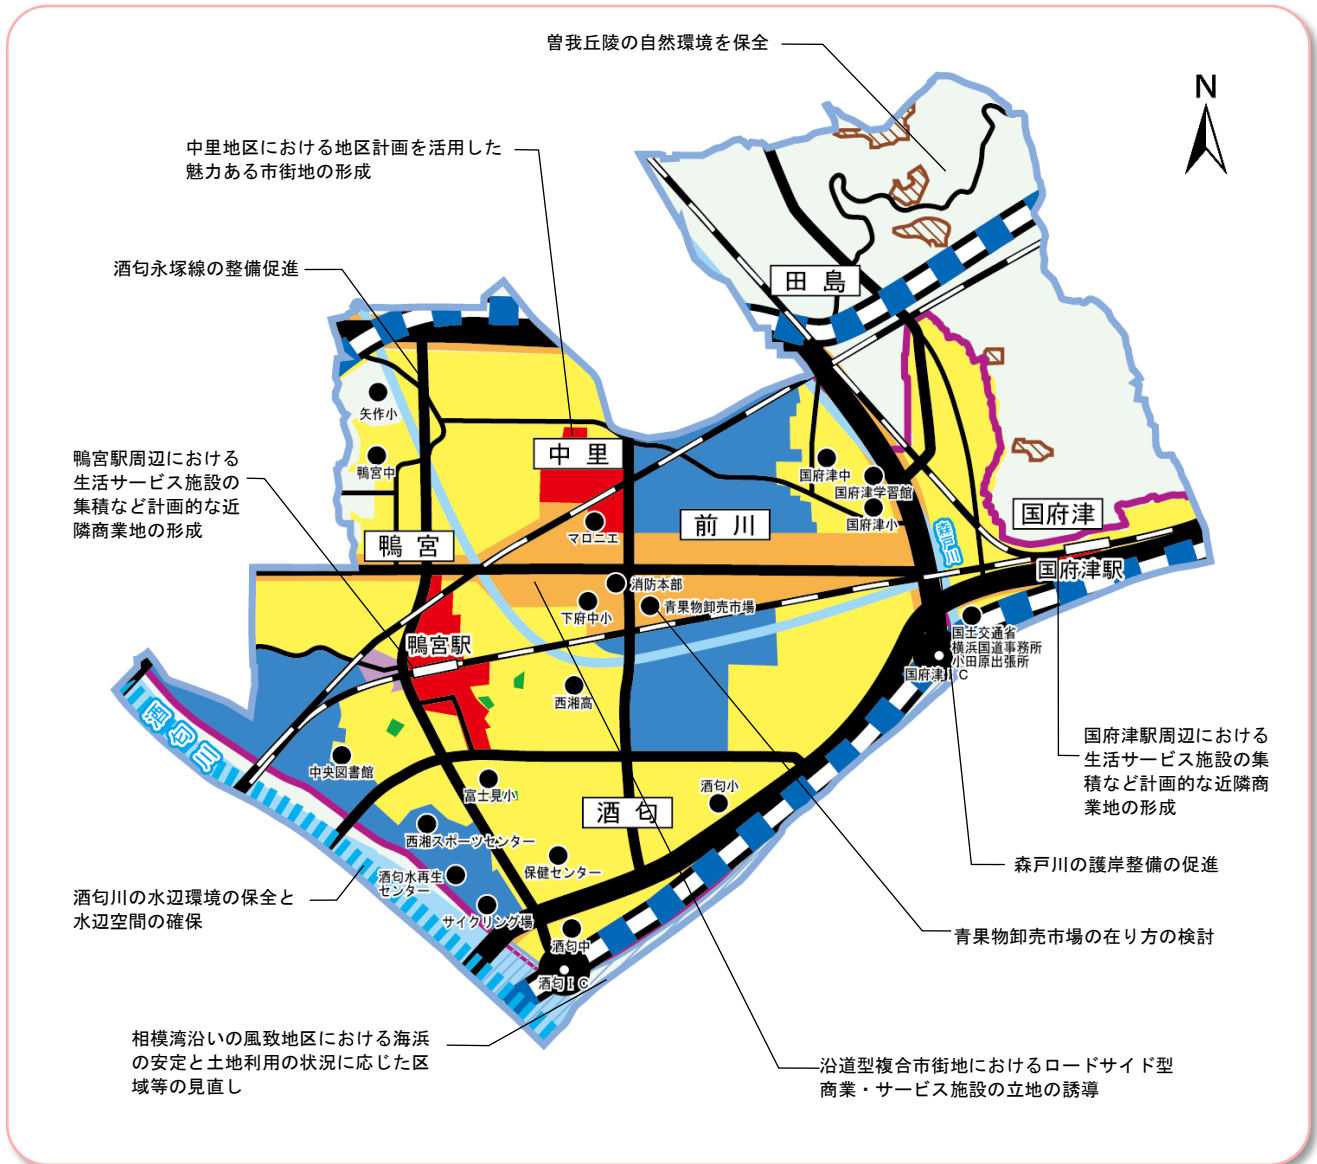 曽我丘陵の自然環境を保全
N
中里地区における地区計画を活用した
魅力ある市街地の形成
酒匂永塚線の整備促進
田島
矢作小
鴨宮中
中里
鴨宮駅周辺における
生活サービス施設の
集積など計画的な近
隣商業地の形成
国府津中
国府津学習館
国府津小
国府津
マロニエ
前川
鴨宮
森戸川
国府津駅
消防本部
青果物卸売市場
下府中小
国土交通省
横浜国道事務所
小田原出張所
国府津IC
鴨宮駅
西湘高
酒匂川
中央図書館
富士見小
酒匂小
酒匂
国府津駅周辺における
生活サービス施設の集
積など計画的な近隣商
業地の形成
西湘スポーツセンター
保健センター
酒匂水再生
センター
サイクリング場
森戸川の護岸整備の促進
酒匂川の水辺環境の保全と
水辺空間の確保
酒匂中
酒匂IC
青果物卸売市場の在り方の検討
相模湾沿いの風致地区における海浜
の安定と土地利用の状況に応じた区
域等の見直し
沿道型複合市街地におけるロードサイド型
商業・サービス施設の立地の誘導